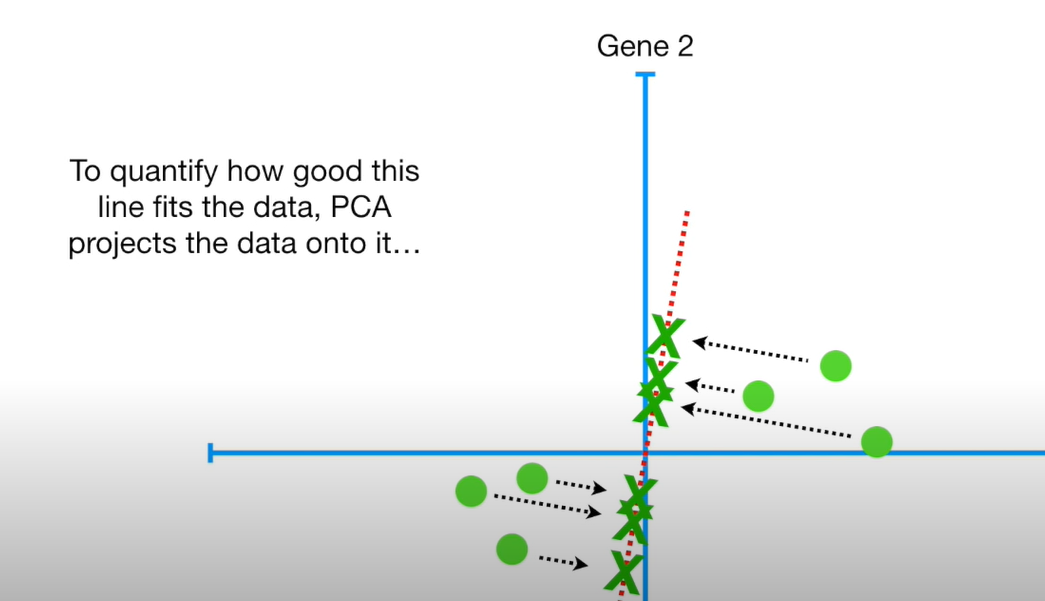 Gene 2
To quantify how good this
line fits the data, PCA
projects the data onto it…